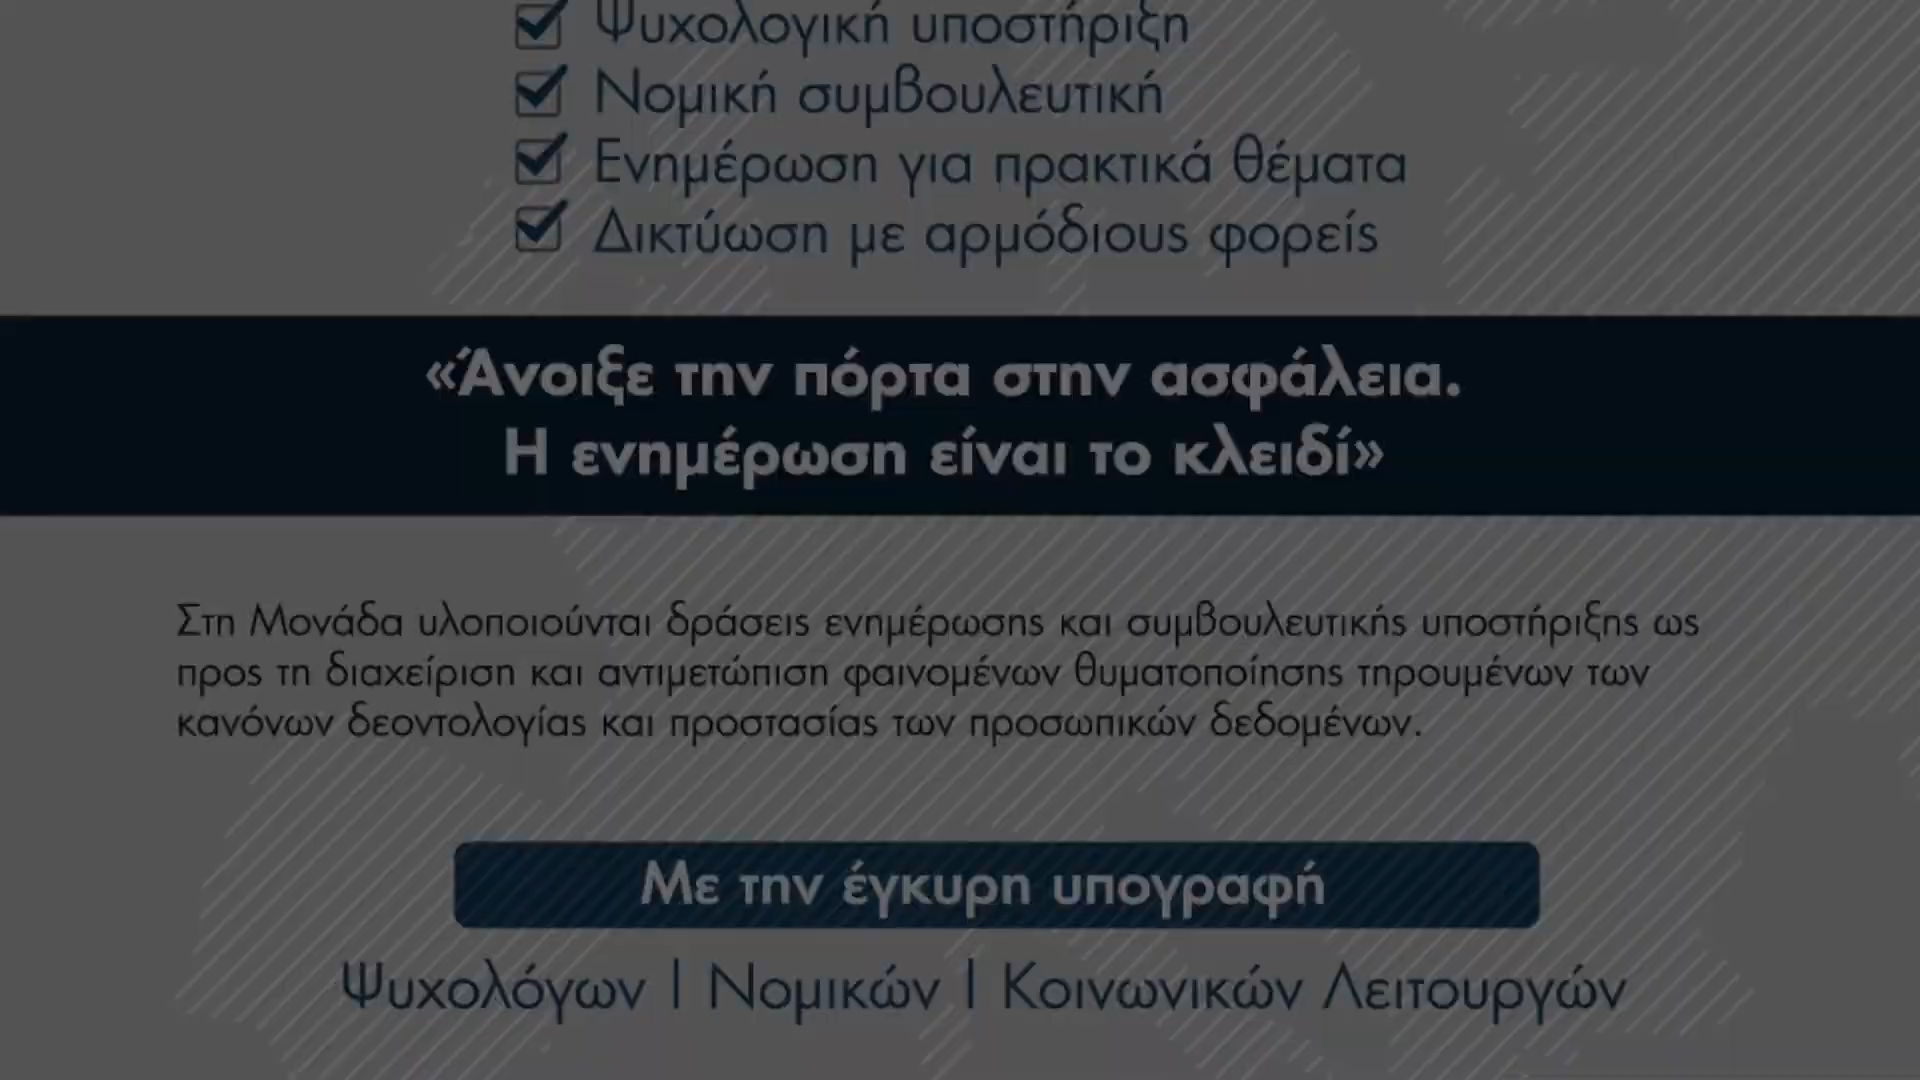 Ψυχολογική υποστήριξη
Νομική συμβουλευτική
Ενημέρωση για πρακτικά θέματα
Δικτύωση με αρμόδιους φορείς
«Άνοιξε την πόρτα στην ασφάλεια.
Η ενημέρωση είναι το κλειδί»
Στη Μονάδα υλοποιούνται δράσεις ενημέρωσης και συμβουλευτικής υποστήριξης ως
προς τη διαχείριση και αντιμετώπιση φαινομένων θυματοποίησης τηρουμένων των
κανόνων δεοντολογίας και προστασίας των προσωπικών δεδομένων.
Με την έγκυρη υπογραφή
Ψυχολόγων | Νομικών | Κοινωνικών Λειτουργών